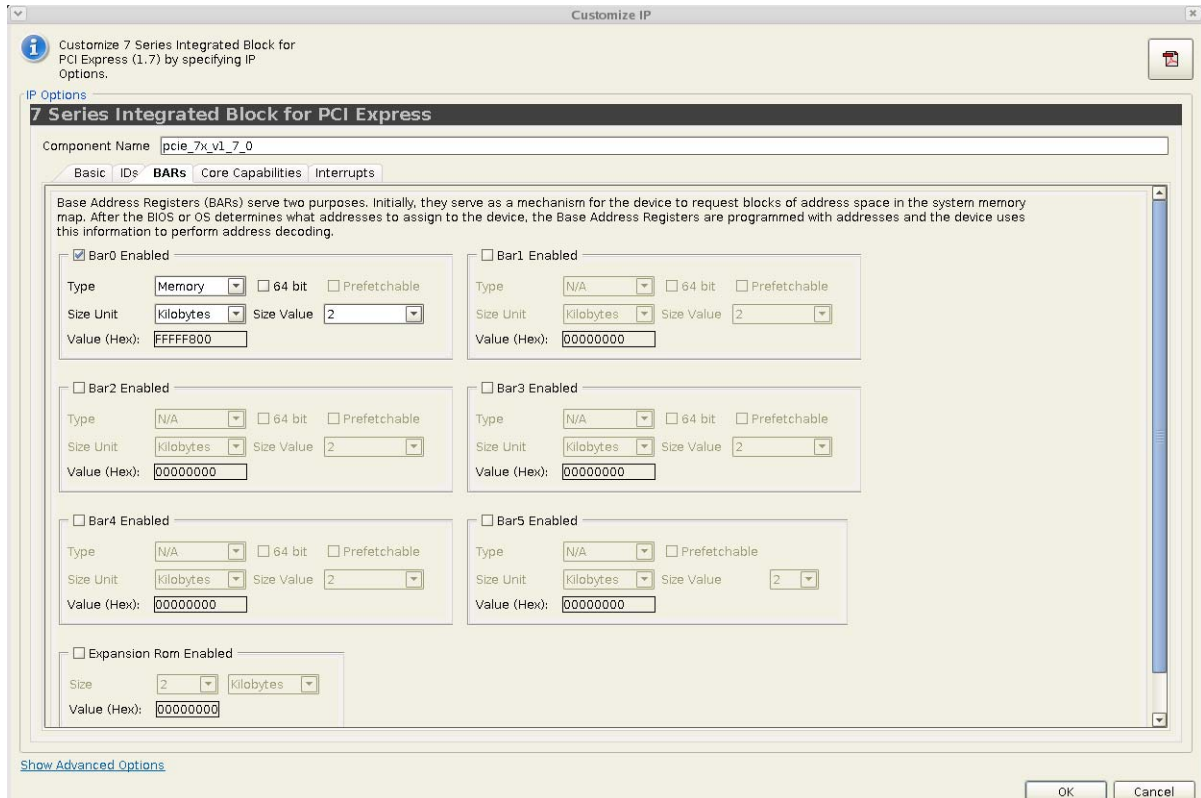 Customize IP
Customize 7 Series Integrated Block for
PCI Express (1.7) by specifying IP
Options.
IP Options
7 Series Integrated Block for PCI Express
Component Name pcie_7x_v1_7_0
Basic IDs BARs Core Capabilities Interrupts
Base Address Registers (BARs) serve two purposes. Initially, they serve as a mechanism for the device to request blocks of address space in the system memory
map. After the BIOS or OS determines what addresses to assign to the device, the Base Address Registers are programmed with addresses and the device uses
this information to perform address decoding.
Bar0 Enabled
Type Memory 64 bit Prefetchable
Size Unit Kilobytes Size Value 2
Value (Hex): FFFFF800
Bar1 Enabled
Type N/A 64 bit Prefetchable
Size Unit Kilobytes Size Value 2
Value (Hex): 00000000
Bar2 Enabled
Type N/A 64 bit Prefetchable
Size Unit Kilobytes Size Value 2
Value (Hex): 00000000
Bar3 Enabled
Type N/A 64 bit Prefetchable
Size Unit Kilobytes Size Value 2
Value (Hex): 00000000
Bar4 Enabled
Type N/A 64 bit Prefetchable
Size Unit Kilobytes Size Value 2
Value (Hex): 00000000
Bar5 Enabled
Type N/A Prefetchable
Size Unit Kilobytes Size Value 2
Value (Hex): 00000000
Expansion Rom Enabled
Size 2 Kilobytes
Value (Hex): 00000000
Show Advanced Options
OK Cancel